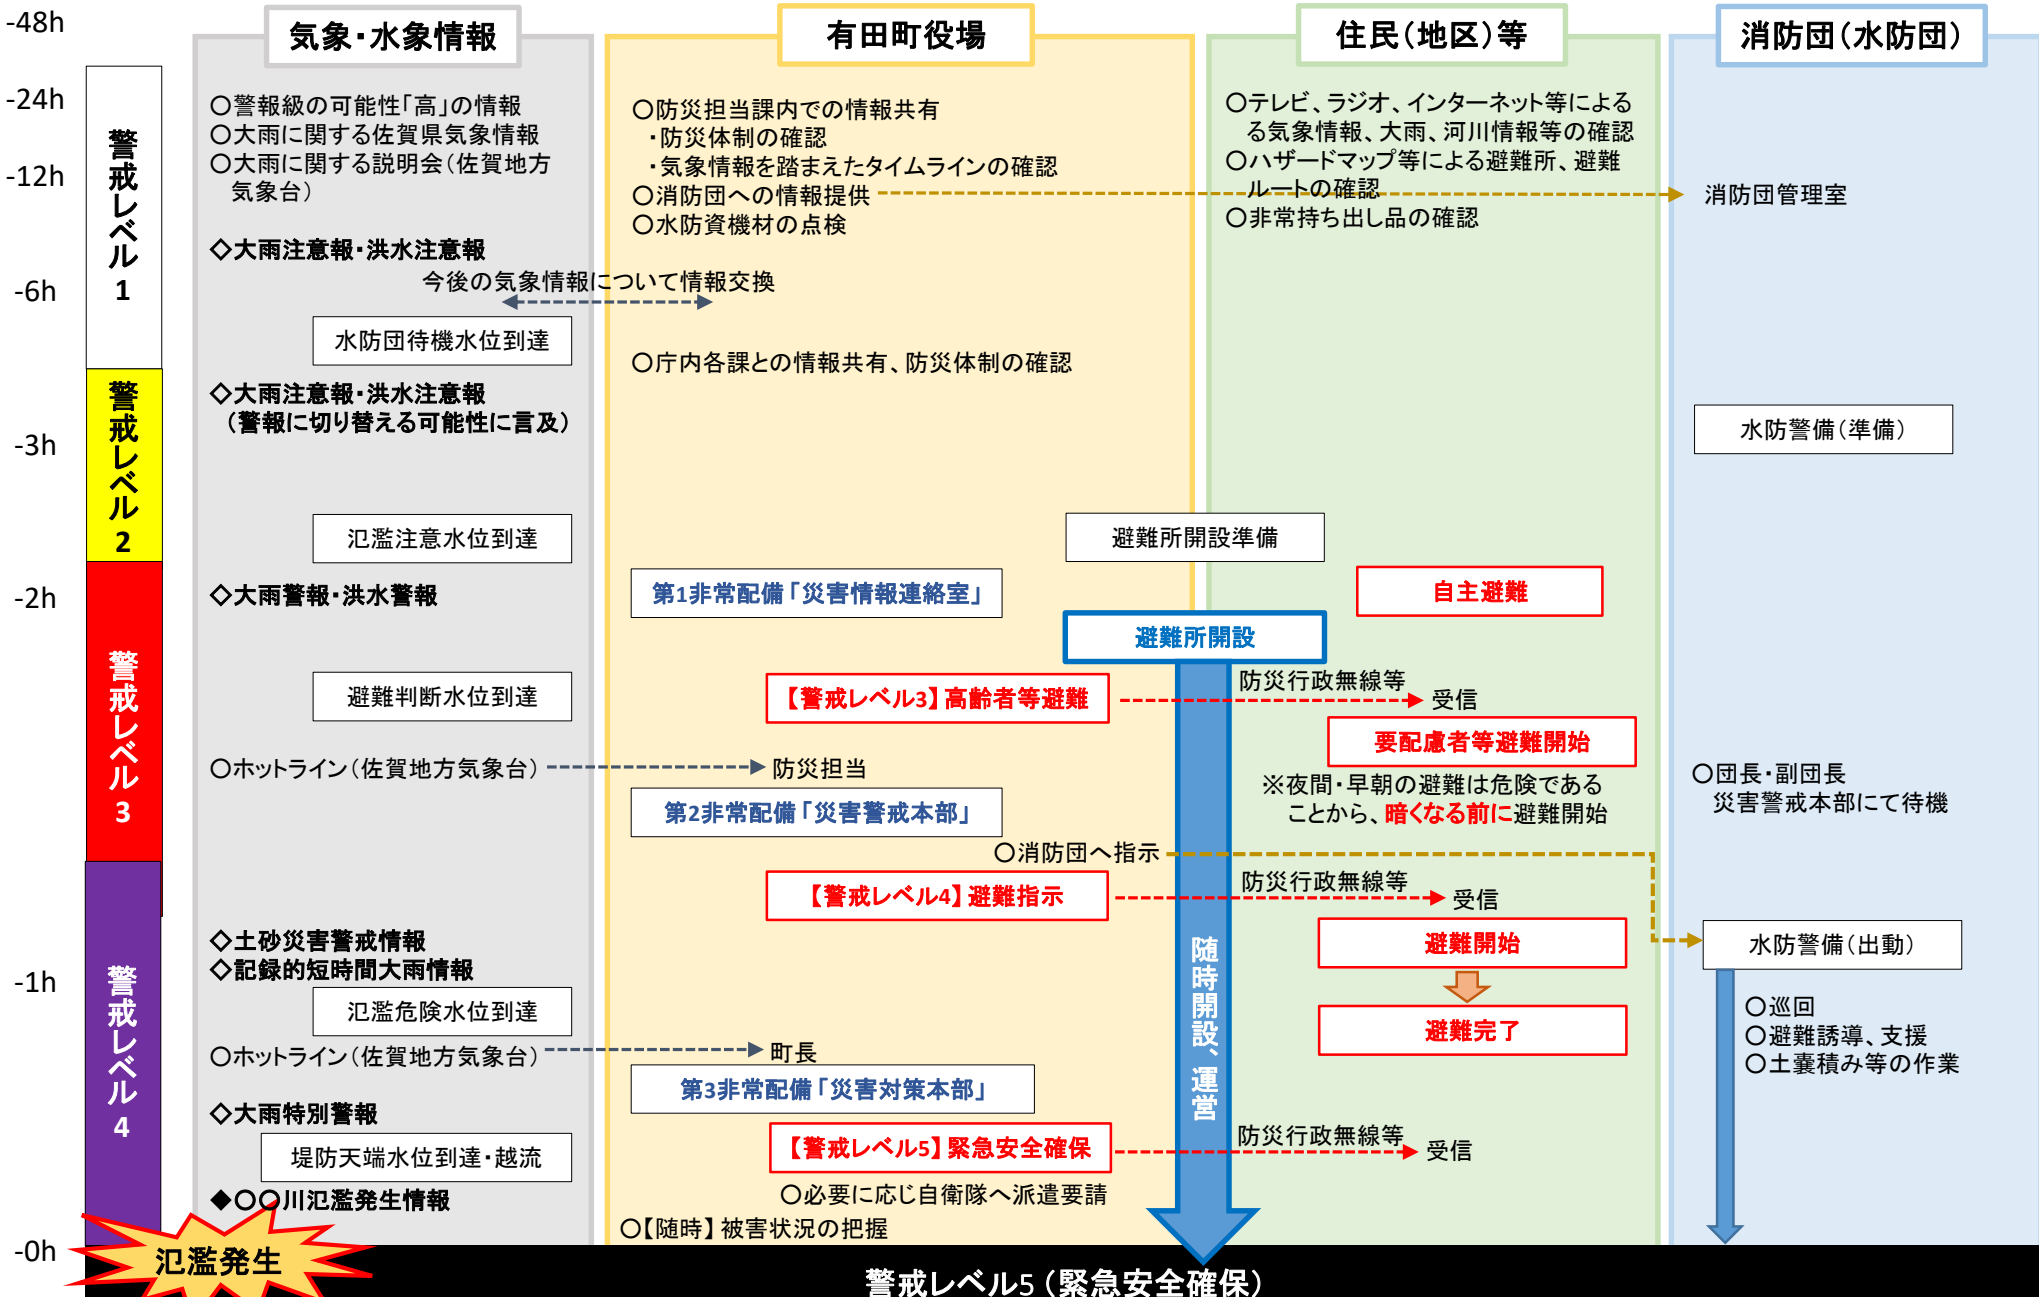 -48h
-24h
-12h
-6h
-3h
-2h
-1h
-0h
警戒レベル1
警戒レベル2
警戒レベル3
警戒レベル4
気象・水象情報
〇警報級の可能性「高」の情報
〇大雨に関する佐賀県気象情報
〇大雨に関する説明会（佐賀地方
気象台）
◇大雨注意報・洪水注意報
今後の気象情報について情報交換
水防団待機水位到達
◇大雨注意報・洪水注意報
（警報に切り替える可能性に言及）
氾濫注意水位到達
◇大雨警報・洪水警報
避難判断水位到達
〇ホットライン（佐賀地方気象台）
◇土砂災害警戒情報
◇記録的短時間大雨情報
氾濫危険水位到達
〇ホットライン（佐賀地方気象台）
◇大雨特別警報
堤防天端水位到達・越流
◆〇〇川氾濫発生情報
氾濫発生
有田町役場
〇防災担当課内での情報共有
・防災体制の確認
・気象情報を踏まえたタイムラインの確認
〇消防団への情報提供
〇水防資機材の点検
〇庁内各課との情報共有、防災体制の確認
避難所開設準備
第1非常配備「災害情報連絡室」
避難所開設
【警戒レベル3】高齢者等避難
防災担当
第2非常配備「災害警戒本部」
〇消防団へ指示
【警戒レベル4】避難指示
随時開設、運営
町長
第3非常配備「災害対策本部」
【警戒レベル5】緊急安全確保
〇必要に応じ自衛隊へ派遣要請
〇【随時】被害状況の把握
住民（地区）等
〇テレビ、ラジオ、インターネット等によ​る
る気象情報、大雨、河川情報等の確認
〇ハザードマップ等による避難所、避難
ルートの確認
〇非常持ち出し品の確認
自主避難
防災行政無線等
受信
要配慮者等避難開始
※夜間・早朝の避難は危険である
ことから、暗くなる前に避難開始
防災行政無線等
受信
避難開始
避難完了
防災行政無線等
受信
消防団（水防団）
消防団管理室
水防警備（準備）
〇団長・副団長
災害警戒本部にて待機
水防警備（出動）
〇巡回
〇避難誘導、支援
〇土嚢積み等の作業
警戒レベル5（緊急安全確保）